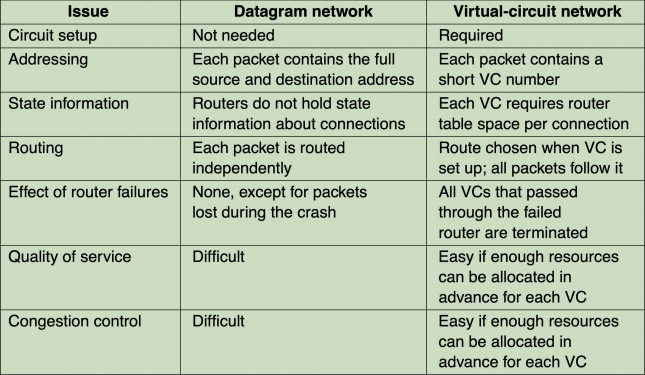 Issue Datagram network Virtual-circuit network
Circuit setup Not needed Required
Addressing Each packet contains the full Each packet contains a
source and destination address short VC number
State information Routers do not hold state Each VC requires router
information about connections table space per connection
Routing Each packet is routed Route chosen when VC is
independently set up; all packets follow it
Effect of router failures None, except for packets All VCs that passed
lost during the crash through the failed
router are terminated
Quality of service Difficult Easy if enough resources
can be allocated in
advance for each VC
Congestion control Difficult Easy if enough resources
can be allocated in
advance for each VC